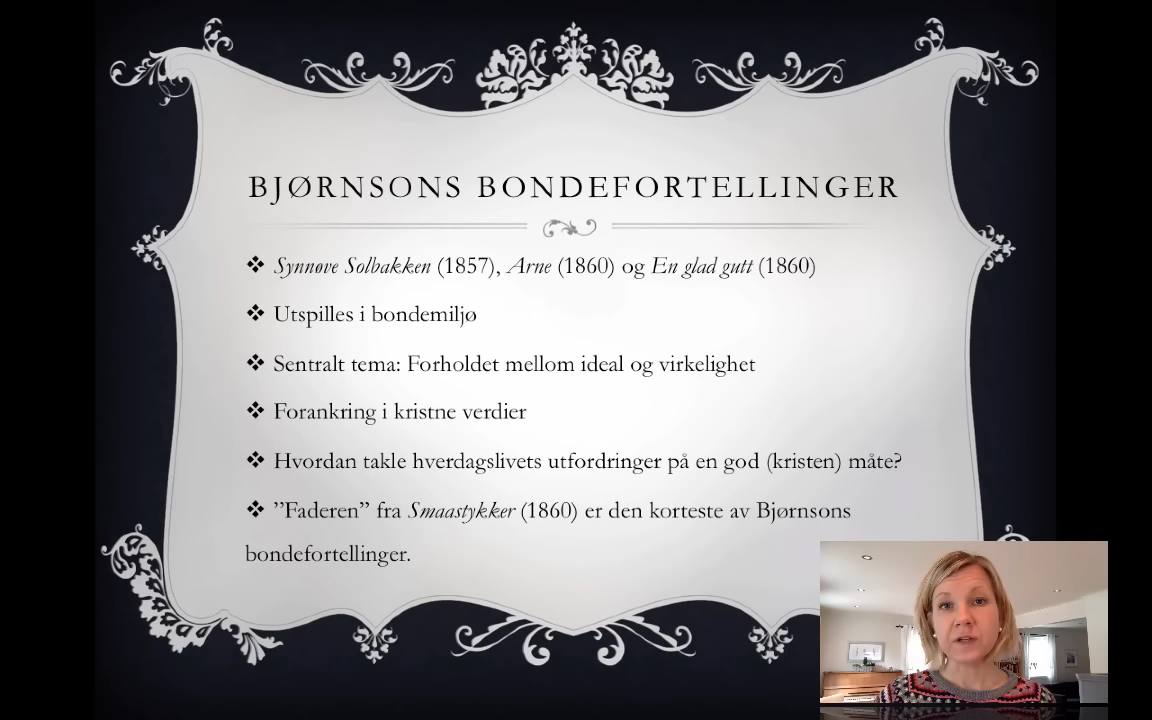 BJØRNSONS BONDEFORTELLINGER
❖ Synnøve Solbakken (1857), Arne (1860) og En glad gutt (1860)
❖ Utspilles i bondemiljø
❖ Sentralt tema: Forholdet mellom ideal og virkelighet
❖ Forankring i kristne verdier
❖ Hvordan takle hverdagslivets utfordringer på en god (kristen) måte?
❖ ”Faderen” fra Smaastykker (1860) er den korteste av Bjørnsons
bondefortellinger.